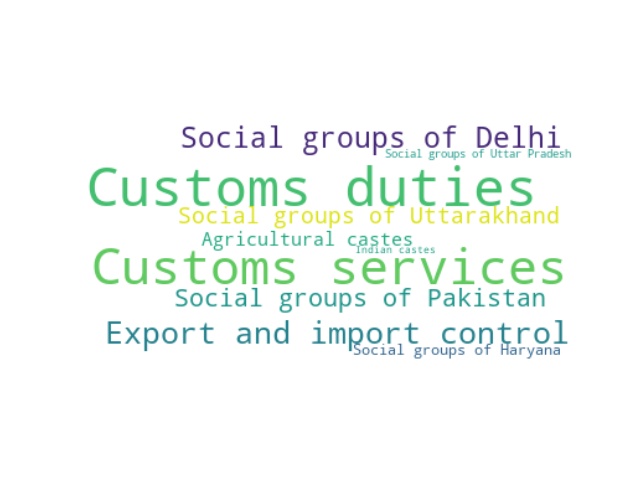 Social groups of Delhi
Social groups of Uttar Pradesh
Customs duties
Social groups of Uttarakhand
Agricultural castes
Indian castes
Customs services
Social groups of Pakistan
Export and import control
Social groups of Haryana